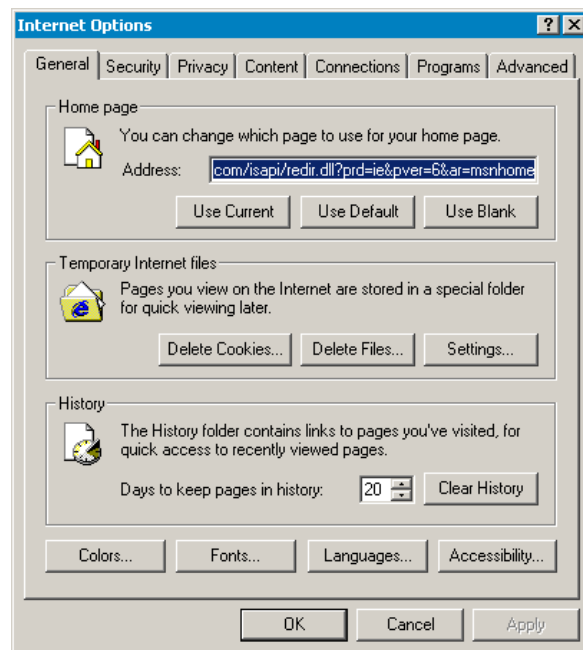 Internet Options
General Security Privacy Content Connections Programs Advanced
Home page
You can change which page to use for your home page.
Address: com/isapi/redir.dll?prd=ie&pver=6&ar=msnhome
Use Current Use Default Use Blank
Temporary Internet files
Pages you view on the Internet are stored in a special folder
for quick viewing later.
Delete Cookies... Delete Files... Settings...
History
The History folder contains links to pages you've visited, for
quick access to recently viewed pages.
Days to keep pages in history: 20 Clear History
Colors... Fonts... Languages... Accessibility...
OK Cancel Apply